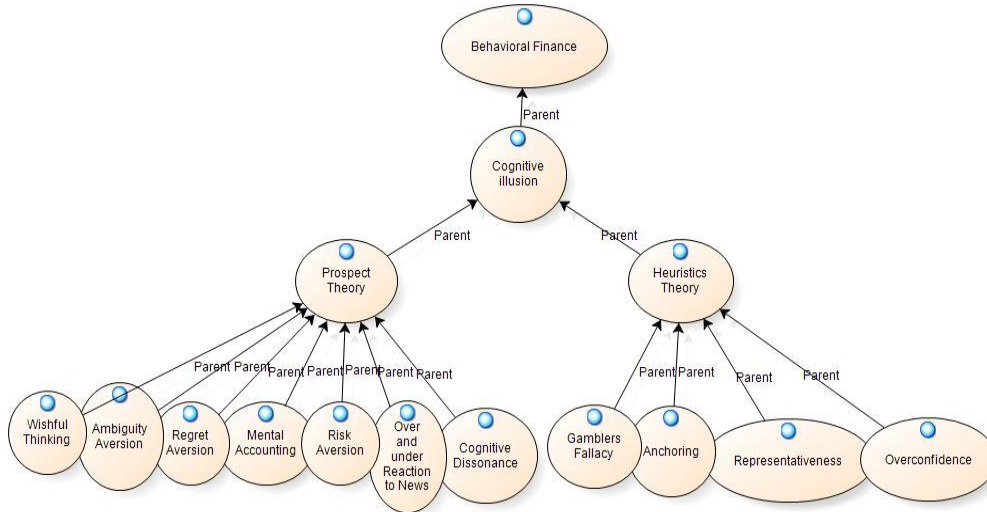 Behavioral Finance
Parent
Cognitive
illusion
Parent
Parent
Prospect
Theory
Heuristics
Theory
Parent
Parent
Parent
Parent
Parent
Parent
Parent
Parent
Parent
Parent
Parent
Wishful
Thinking
Ambiguity
Aversion
Regret
Aversion
Mental
Accounting
Risk
Aversion
Over
and
under
Reaction
to News
Cognitive
Dissonance
Gamblers
Fallacy
Anchoring
Representativeness
Overconfidence